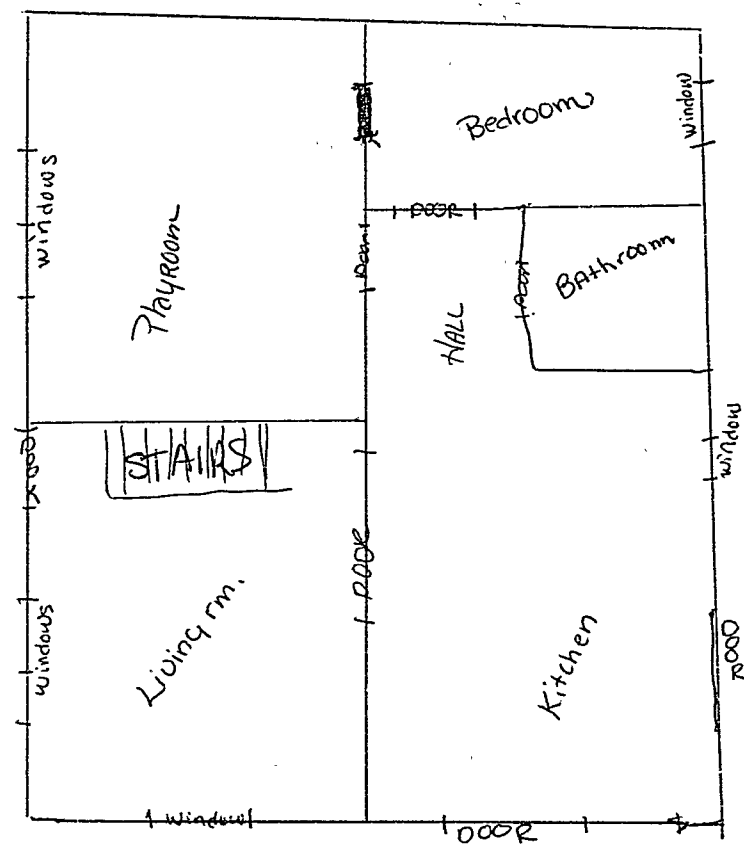 Bedroom
Window
Windows
Playroom
DOOR
DOOR
HALL
DOOR
BAthroom
STAIRS
DOOR
window
DOOR
Living rm.
Windows
Kitchen
DOOR
Window
DOOR